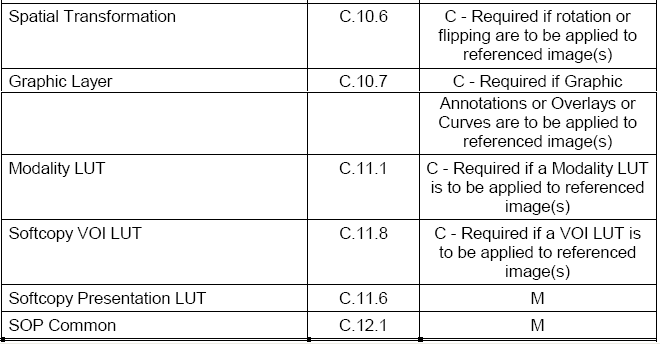 Spatial Transformation C.10.6 C - Required if rotation or
flipping are to be applied to
referenced image(s)
Graphic Layer C.10.7 C - Required if Graphic
Annotations or Overlays or
Curves are to be applied to
referenced image(s)
Modality LUT C.11.1 C - Required if a Modality LUT
is to be applied to referenced
image(s)
Softcopy VOI LUT C.11.8 C - Required if a VOI LUT is
to be applied to referenced
image(s)
Softcopy Presentation LUT C.11.6 M
SOP Common C.12.1 M